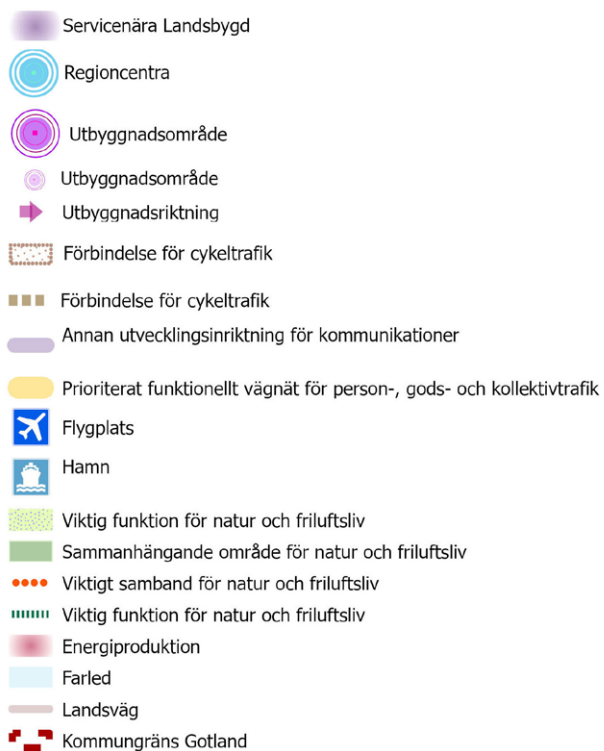 Servicenära Landsbygd
Regioncentra
Utbyggnadsområde
Utbyggnadsområde
Utbyggnadsriktning
Förbindelse för cykeltrafik
Förbindelse för cykeltrafik
Annan utvecklingsinriktning för kommunikationer
Prioriterat funktionellt vägnät för person-, gods- och kollektivtrafik
Flygplats
Hamn
Viktig funktion för natur och friluftsliv
Sammanhängande område för natur och friluftsliv
Viktigt samband för natur och friluftsliv
Viktig funktion för natur och friluftsliv
Energiproduktion
Farled
Landsväg
Kommungräns Gotland